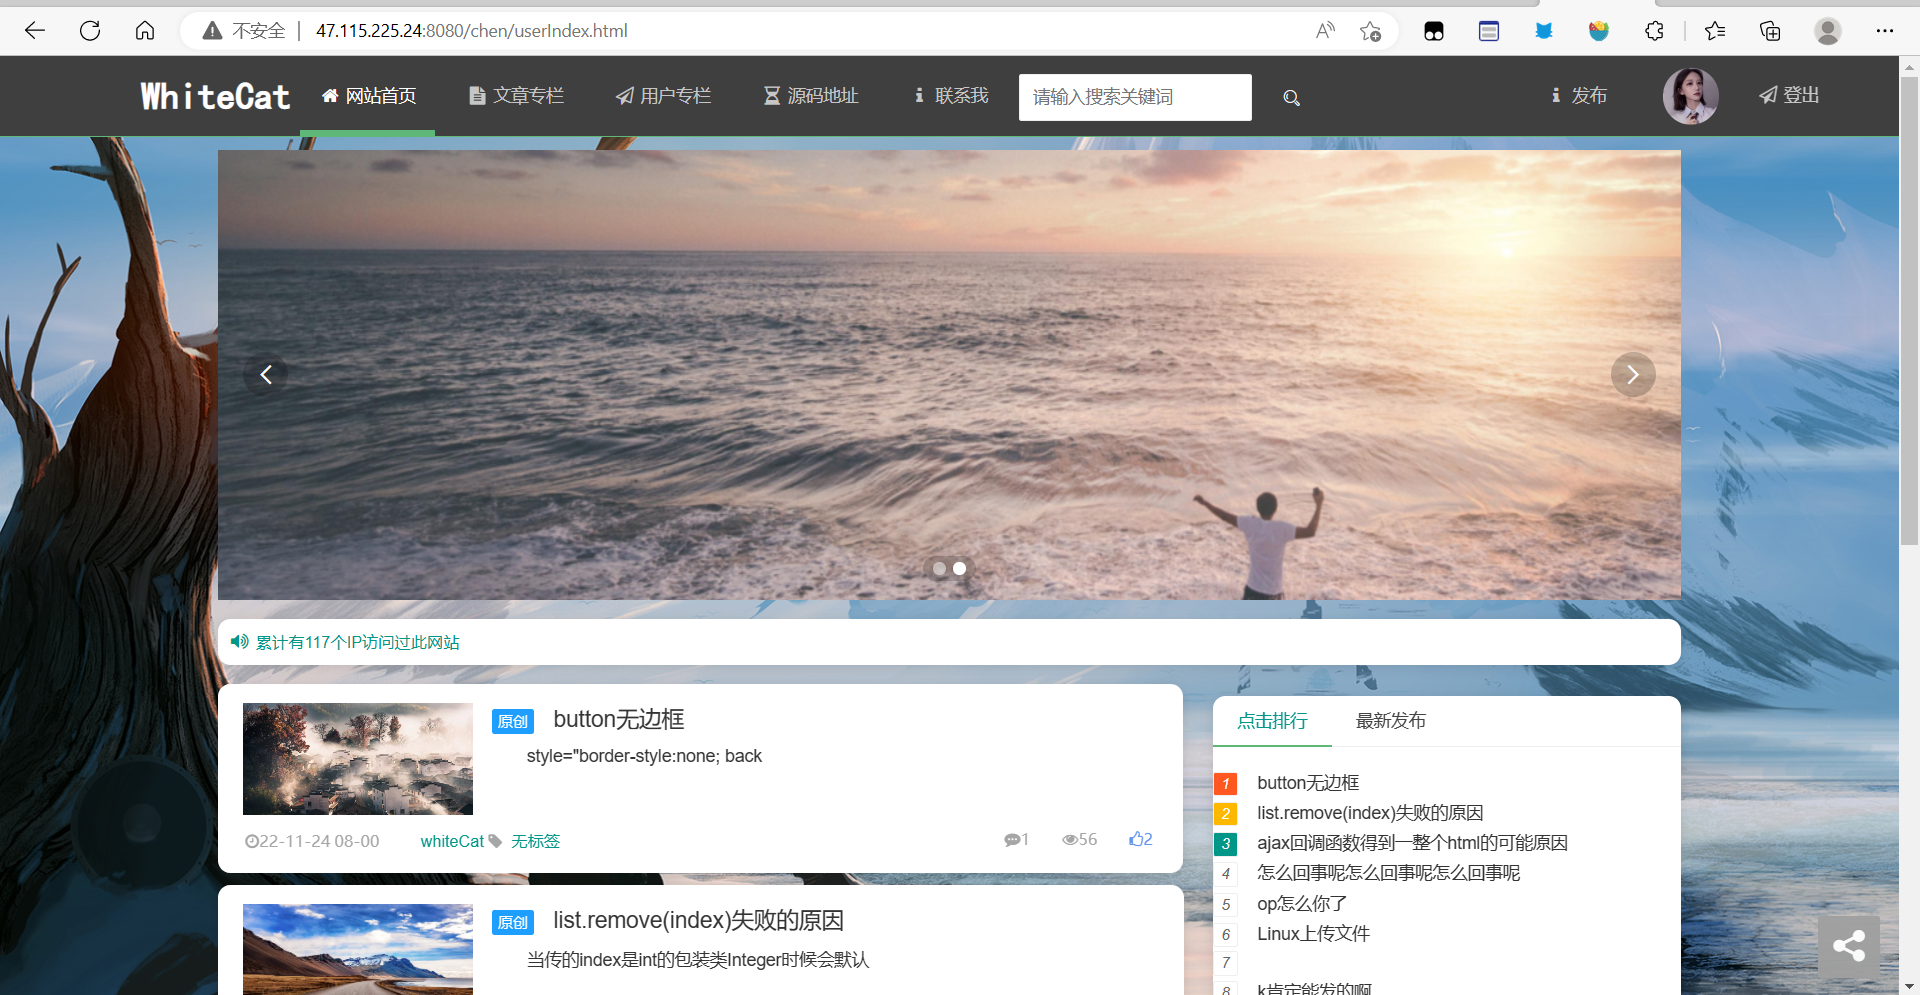 不安全 47.115.225.24:8080/chen/userIndex.html
WhiteCat 网站首页 文章专栏 用户专栏 源码地址 联系我 请输入搜索关键词 发布 登出
累计有117个IP访问过此网站
原创 button无边框
style="border-style:none; back
22-11-24 08-00 whiteCat 无标签 1 56 2
原创 list.remove(index)失败的原因
当传的index是int的包装类Integer时候会默认
点击排行 最新发布
1 button无边框
2 list.remove(index)失败的原因
3 ajax回调函数得到一整个html的可能原因
4 怎么回事呢怎么回事呢怎么回事呢
5 op怎么你了
6 Linux上传文件
7
8 k肯定能发的啊